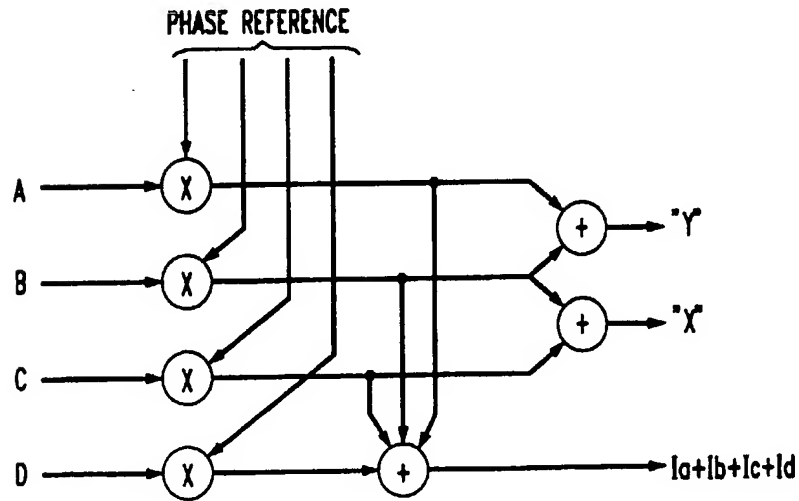 PHASE REFERENCE
A
X
+
"Y"
B
X
+
"X"
C
X
D
X
+
Ia+Ib+Ic+Id